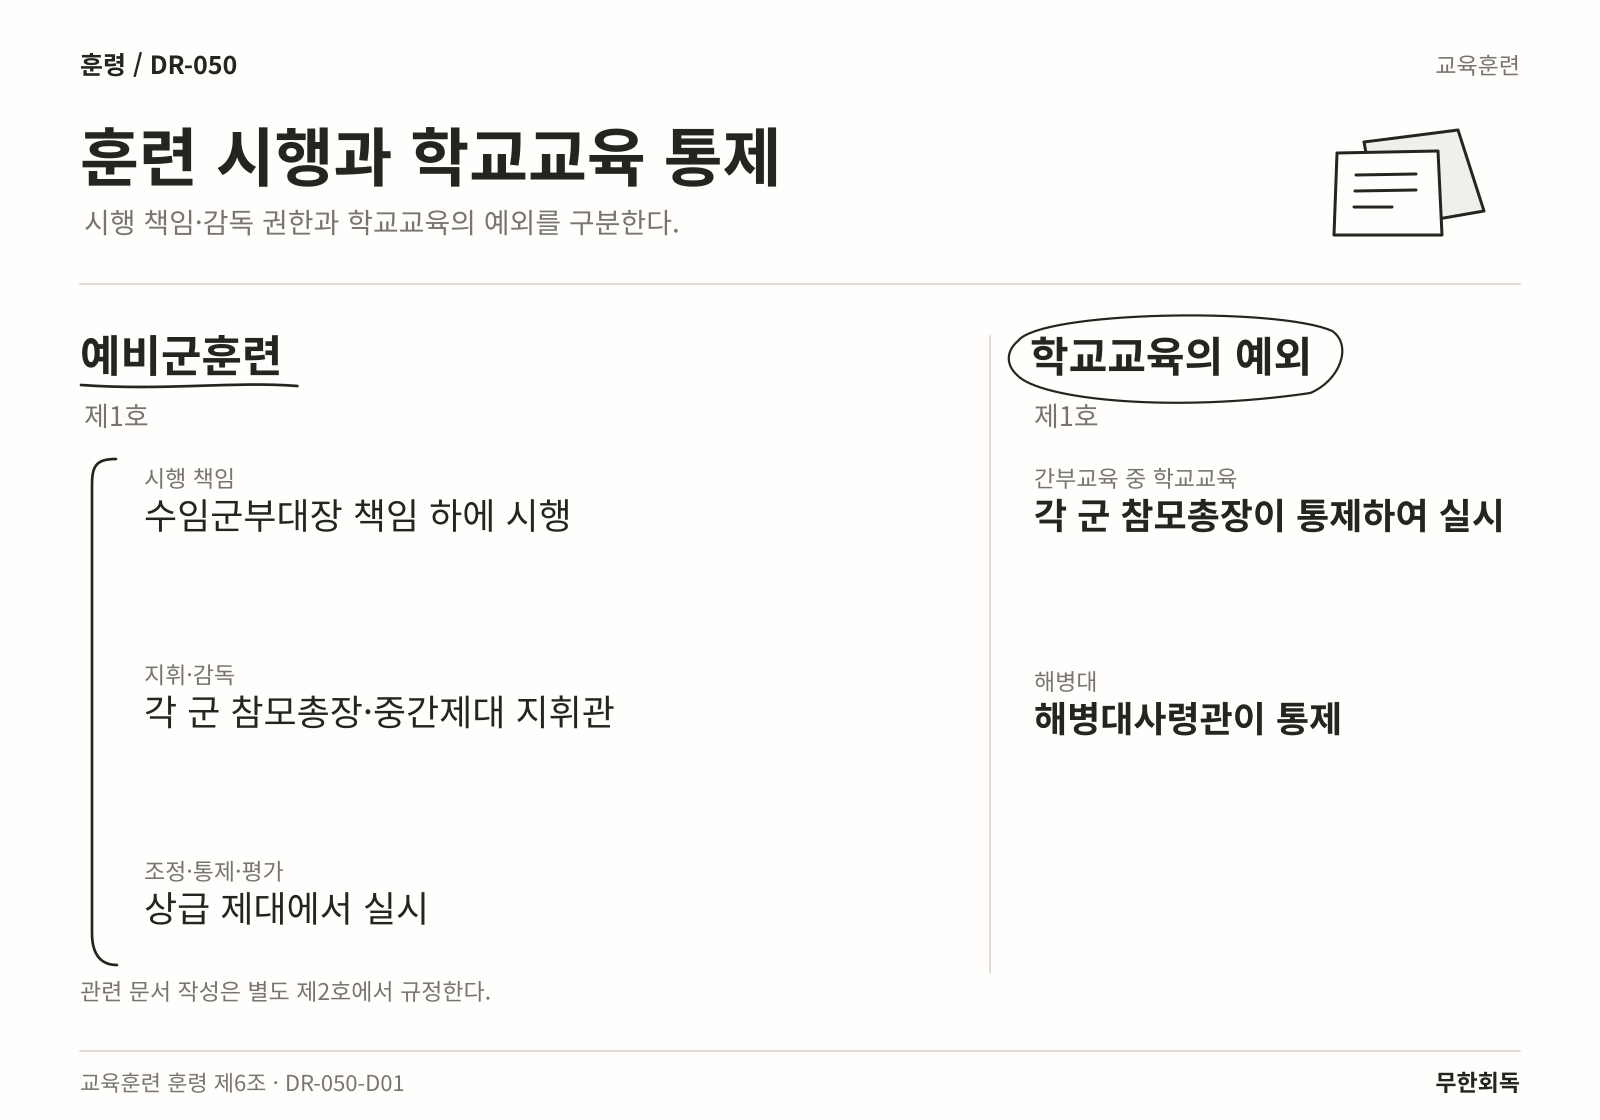 훈령 / DR-050
교육훈련
훈련 시행과 학교교육 통제
시행 책임·감독 권한과 학교교육의 예외를 구분한다.
예비군훈련
제1호
시행 책임
수임군부대장 책임 하에 시행
지휘·감독
각 군 참모총장·중간제대 지휘관
조정·통제·평가
상급 제대에서 실시
관련 문서 작성은 별도 제2호에서 규정한다.
학교교육의 예외
제1호
간부교육 중 학교교육
각 군 참모총장이 통제하여 실시
해병대
해병대사령관이 통제
교육훈련 훈령 제6조 · DR-050-D01
무한회독